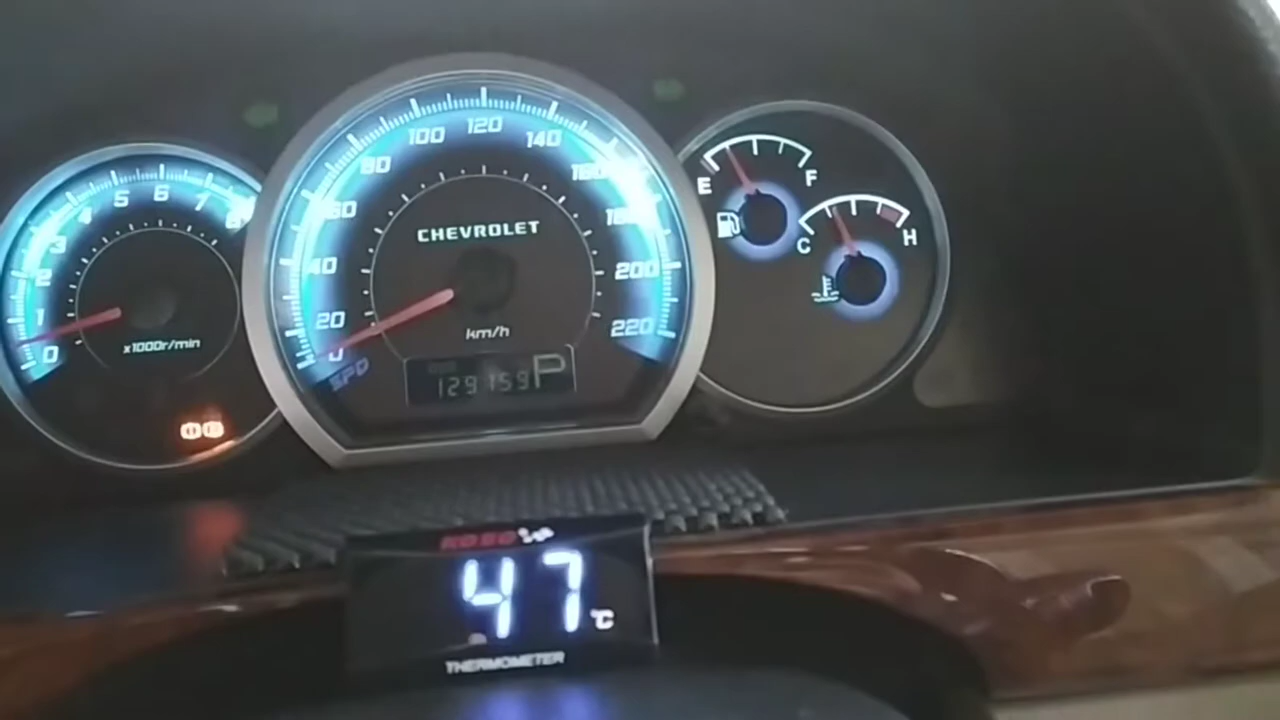 0 1 2 3 4 5 6 7 8
x1000r/min
0 20 40 60 80 100 120 140 160 180 200 220
CHEVROLET
km/h
129159 P
E F
C H
KOSO
47 °C
THERMOMETER